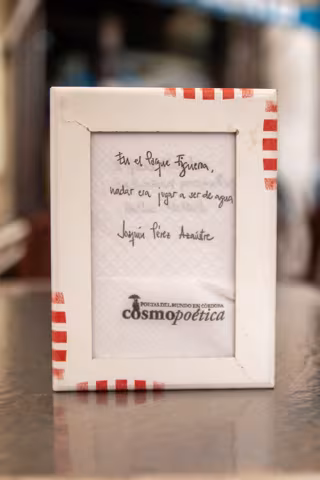 En el Parque Figueroa,
nadar era jugar a ser de agua
Joaquín Pérez Azaústre
POESÍA DEL MUNDO EN CÓRDOBA
cosmopoética